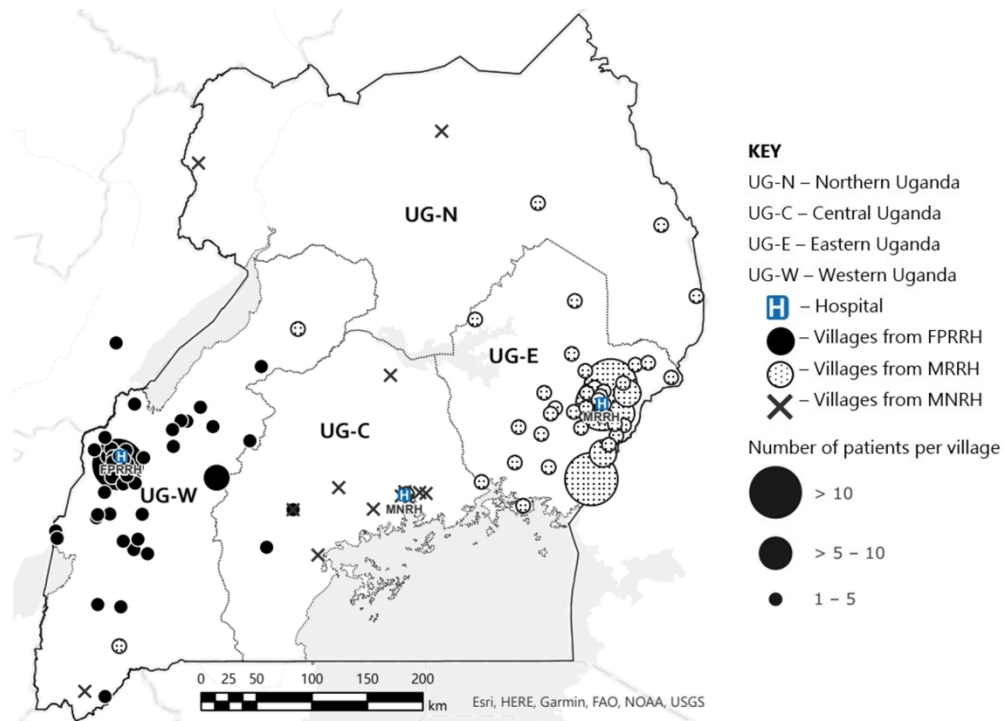 UG-N
UG-E
UG-C
UG-W
H
MRRH
H
FPRRH
H
MNRH
KEY
UG-N – Northern Uganda
UG-C – Central Uganda
UG-E – Eastern Uganda
UG-W – Western Uganda
H – Hospital
– Villages from FPRRH
– Villages from MRRH
– Villages from MNRH
Number of patients per village
> 10
> 5 – 10
1 – 5
0 25 50 100 150 200
km
Esri, HERE, Garmin, FAO, NOAA, USGS